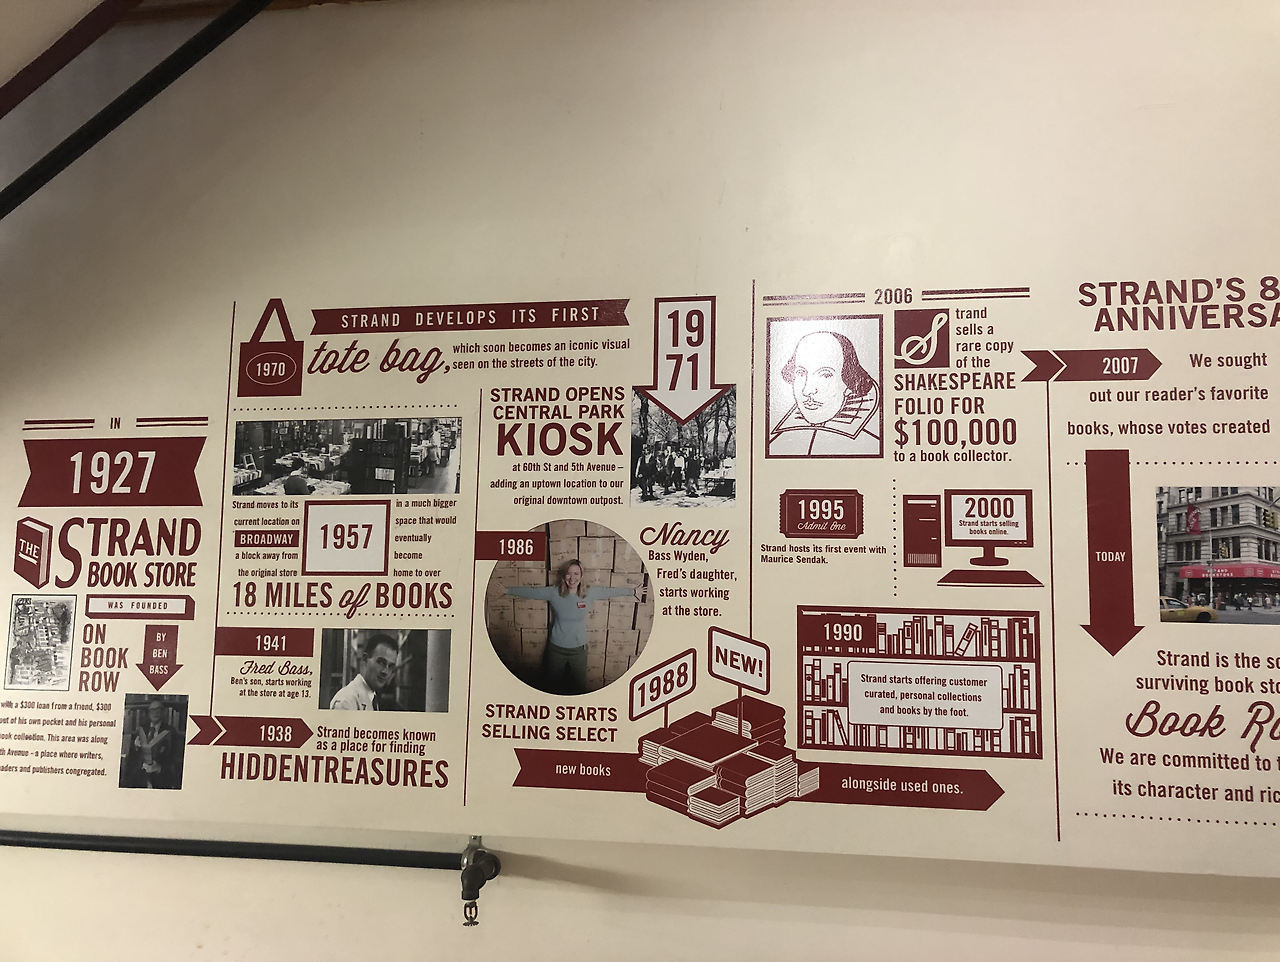 IN
1927
THE
STRAND
BOOK STORE
WAS FOUNDED
ON
BOOK
ROW
BY
BEN
BASS
with a $300 loan from a friend, $300
out of his own pocket and his personal
book collection. This area was along
Avenue - a place where writers,
readers and publishers congregated.
1970
STRAND DEVELOPS ITS FIRST
tote bag,
which soon becomes an iconic visual
seen on the streets of the city.
Strand moves to its
current location on
BROADWAY
a block away from
the original store
1957
in a much bigger
space that would
eventually
become
home to over
18 MILES of BOOKS
1941
Fred Bass,
Ben's son, starts working
at the store at age 13.
1938
Strand becomes known
as a place for finding
HIDDENTREASURES
19
71
STRAND OPENS
CENTRAL PARK
KIOSK
at 60th St and 5th Avenue –
adding an uptown location to our
original downtown outpost.
1986
Nancy
Bass Wyden,
Fred's daughter,
starts working
at the store.
STRAND STARTS
SELLING SELECT
1988
NEW!
new books
alongside used ones.
2006
S
trand
sells a
rare copy
of the
SHAKESPEARE
FOLIO FOR
$100,000
to a book collector.
1995
Admit One
Strand hosts its first event with
Maurice Sendak.
2000
Strand starts selling
books online.
1990
Strand starts offering customer
curated, personal collections
and books by the foot.
STRAND'S 8
ANNIVERSA
2007
We sought
out our reader's favorite
books, whose votes created
TODAY
Strand is the so
surviving book sto
Book Ro
We are committed to
its character and ric